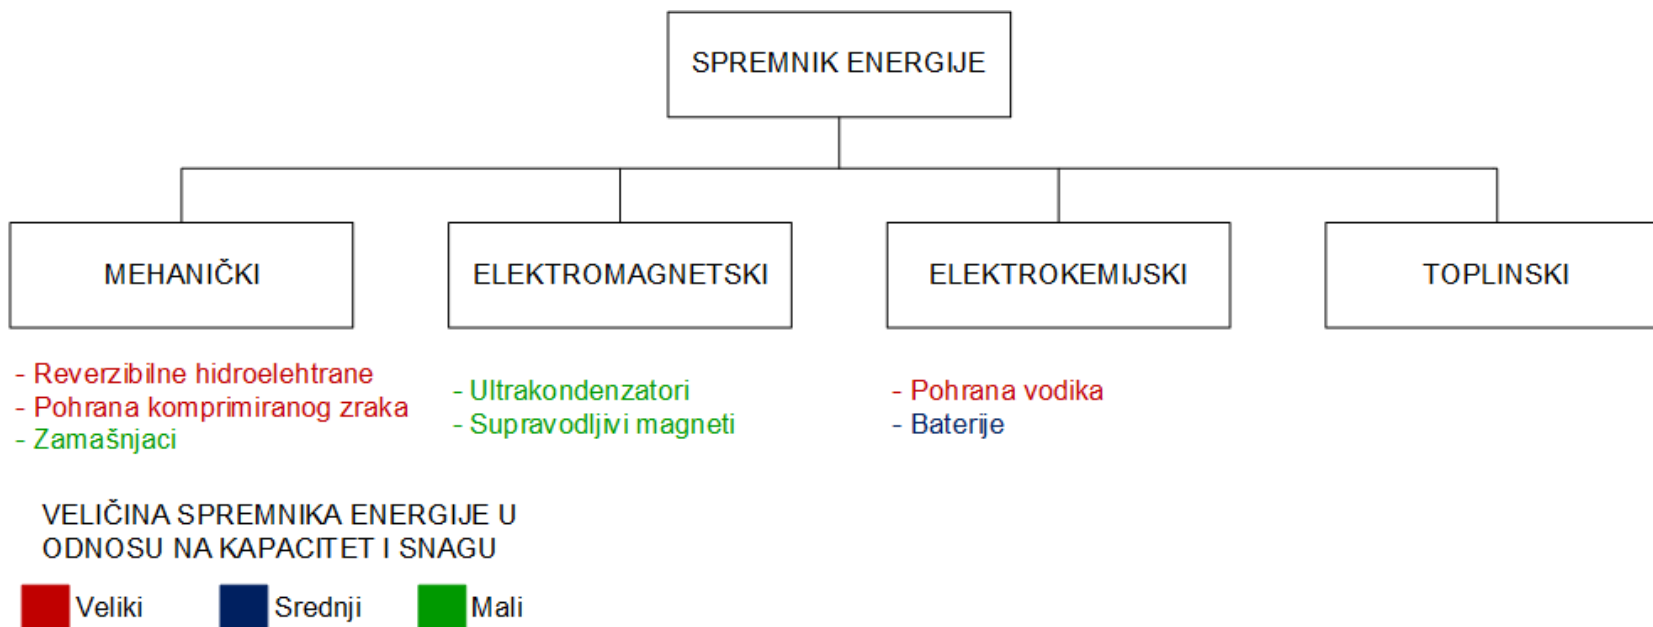 SPREMNIK ENERGIJE
MEHANIČKI
ELEKTROMAGNETSKI
ELEKTROKEMIJSKI
TOPLINSKI
- Reverzibilne hidroelehtrane
- Pohrana komprimiranog zraka
- Zamašnjaci
- Ultrakondenzatori
- Supravodljivi magneti
- Pohrana vodika
- Baterije
VELIČINA SPREMNIKA ENERGIJE U
ODNOSU NA KAPACITET I SNAGU
Veliki
Srednji
Mali